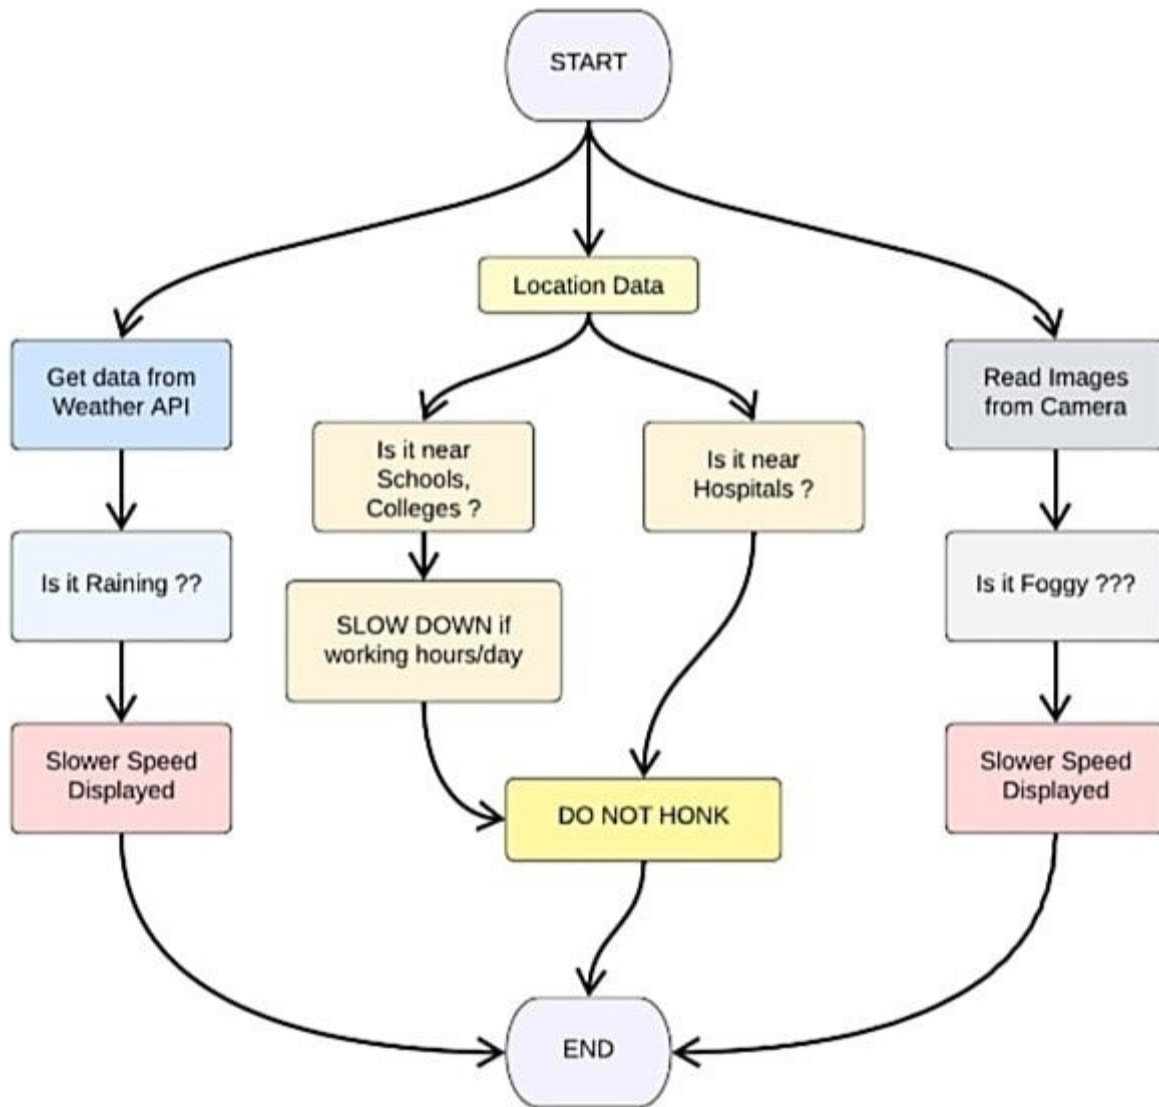 START
Location Data
Get data from
Weather API
Read Images
from Camera
Is it near
Schools,
Colleges ?
Is it near
Hospitals ?
Is it Raining ??
Is it Foggy ???
SLOW DOWN if
working hours/day
Slower Speed
Displayed
DO NOT HONK
Slower Speed
Displayed
END